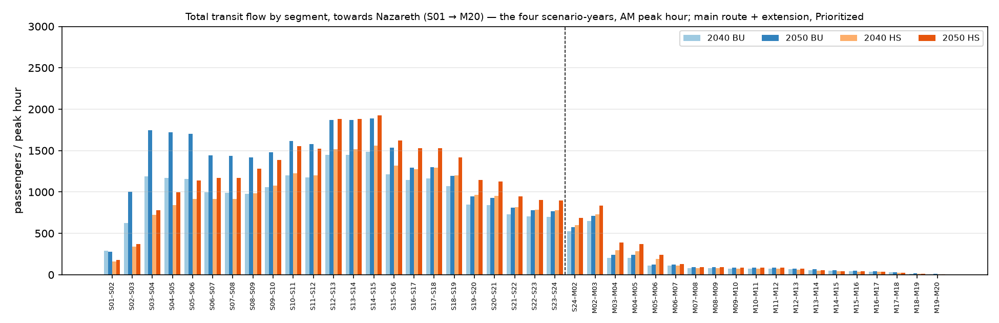 Total transit flow by segment, towards Nazareth (S01 → M20) — the four scenario-years, AM peak hour; main route + extension, Prioritized
2040 BU 2050 BU 2040 HS 2050 HS
passengers / peak hour
3000
2500
2000
1500
1000
500
0
S01–S02
S02–S03
S03–S04
S04–S05
S05–S06
S06–S07
S07–S08
S08–S09
S09–S10
S10–S11
S11–S12
S12–S13
S13–S14
S14–S15
S15–S16
S16–S17
S17–S18
S18–S19
S19–S20
S20–S21
S21–S22
S22–S23
S23–S24
S24–M02
M02–M03
M03–M04
M04–M05
M05–M06
M06–M07
M07–M08
M08–M09
M09–M10
M10–M11
M11–M12
M12–M13
M13–M14
M14–M15
M15–M16
M16–M17
M17–M18
M18–M19
M19–M20